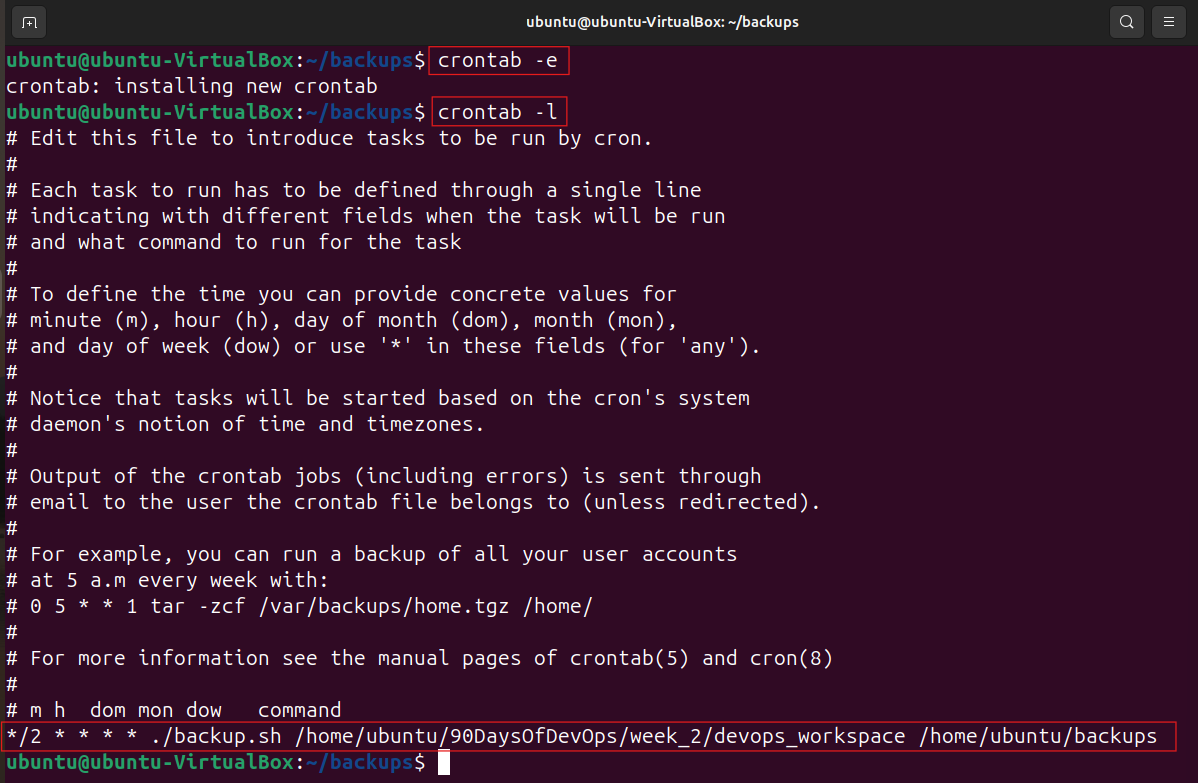 ubuntu@ubuntu-VirtualBox: ~/backups
ubuntu@ubuntu-VirtualBox:~/backups$ crontab -e
crontab: installing new crontab
ubuntu@ubuntu-VirtualBox:~/backups$ crontab -l
# Edit this file to introduce tasks to be run by cron.
#
# Each task to run has to be defined through a single line
# indicating with different fields when the task will be run
# and what command to run for the task
#
# To define the time you can provide concrete values for
# minute (m), hour (h), day of month (dom), month (mon),
# and day of week (dow) or use '*' in these fields (for 'any').
#
# Notice that tasks will be started based on the cron's system
# daemon's notion of time and timezones.
#
# Output of the crontab jobs (including errors) is sent through
# email to the user the crontab file belongs to (unless redirected).
#
# For example, you can run a backup of all your user accounts
# at 5 a.m every week with:
# 0 5 * * 1 tar -zcf /var/backups/home.tgz /home/
#
# For more information see the manual pages of crontab(5) and cron(8)
#
# m h  dom mon dow   command
*/2 * * * * ./backup.sh /home/ubuntu/90DaysOfDevOps/week_2/devops_workspace /home/ubuntu/backups
ubuntu@ubuntu-VirtualBox:~/backups$